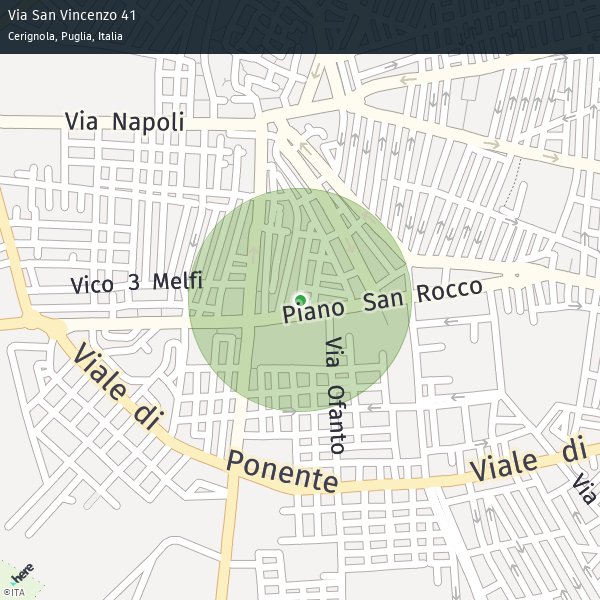 Via San Vincenzo 41
Cerignola, Puglia, Italia
Via Napoli
Vico 3 Melfi
Piano San Rocco
Via Ofanto
Viale di
Ponente
Viale di
Via
here
©ITA